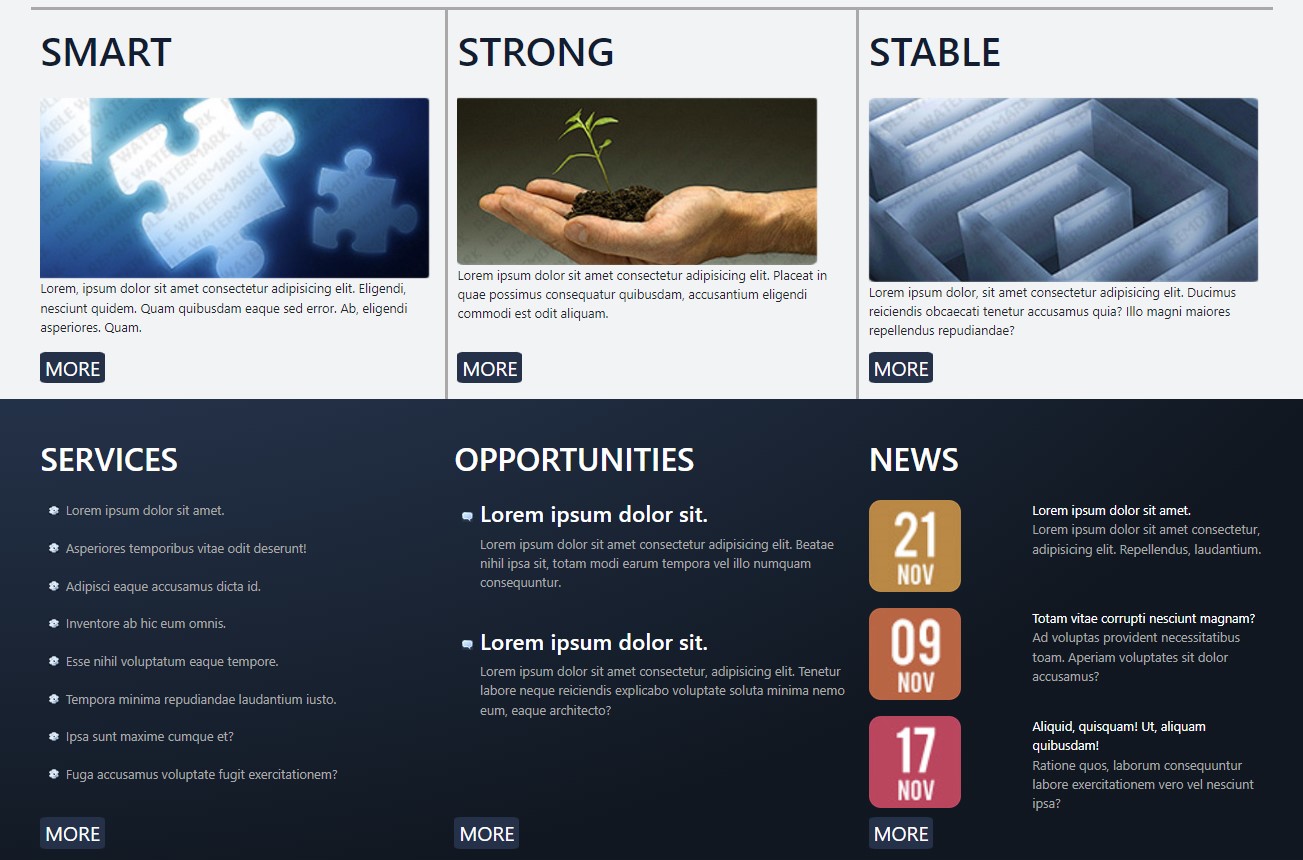 SMART
STRONG
STABLE
WATERMARK
WATERMARK
WATERMARK
Lorem, ipsum dolor sit amet consectetur adipisicing elit. Eligendi,
nesciunt quidem. Quam quibusdam eaque sed error. Ab, eligendi
asperiores. Quam.
MORE
Lorem ipsum dolor sit amet consectetur adipisicing elit. Placeat in
quae possimus consequatur quibusdam, accusantium eligendi
commodi est odit aliquam.
MORE
Lorem ipsum dolor, sit amet consectetur adipisicing elit. Ducimus
reiciendis obcaecati tenetur accusamus quia? Illo magni maiores
repellendus repudiandae?
MORE
SERVICES
Lorem ipsum dolor sit amet.
Asperiores temporibus vitae odit deserunt!
Adipisci eaque accusamus dicta id.
Inventore ab hic eum omnis.
Esse nihil voluptatum eaque tempore.
Tempora minima repudiandae laudantium iusto.
Ipsa sunt maxime cumque et?
Fuga accusamus voluptate fugit exercitationem?
MORE
OPPORTUNITIES
Lorem ipsum dolor sit.
Lorem ipsum dolor sit amet consectetur adipisicing elit. Beatae
nihil ipsa sit, totam modi earum tempora vel illo numquam
consequuntur.
Lorem ipsum dolor sit.
Lorem ipsum dolor sit amet consectetur, adipisicing elit. Tenetur
labore neque reiciendis explicabo voluptate soluta minima nemo
eum, eaque architecto?
MORE
NEWS
21
NOV
Lorem ipsum dolor sit amet.
Lorem ipsum dolor sit amet consectetur,
adipisicing elit. Repellendus, laudantium.
09
NOV
Totam vitae corrupti nesciunt magnam?
Ad voluptas provident necessitatibus
toam. Aperiam voluptates sit dolor
accusamus?
17
NOV
Aliquid, quisquam! Ut, aliquam
quibusdam!
Ratione quos, laborum consequuntur
labore exercitationem vero vel nesciunt
ipsa?
MORE